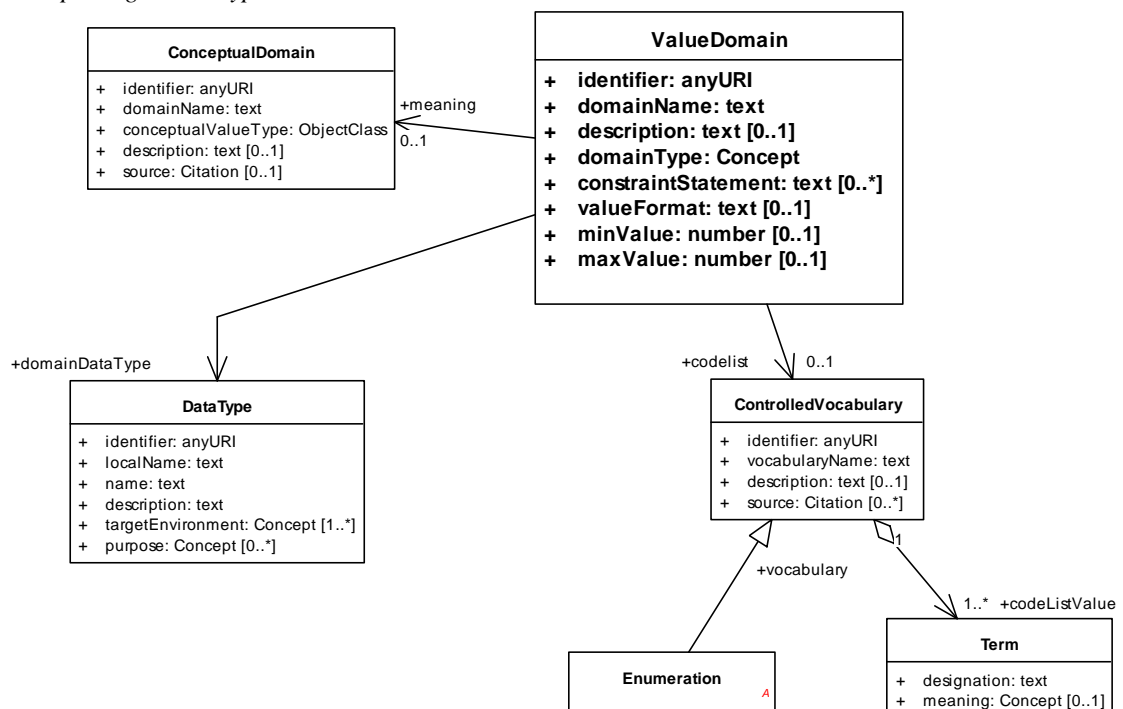 ConceptualDomain
+ identifier: anyURI
+ domainName: text
+ conceptualValueType: ObjectClass
+ description: text [0..1]
+ source: Citation [0..1]
+meaning
0..1
ValueDomain
+ identifier: anyURI
+ domainName: text
+ description: text [0..1]
+ domainType: Concept
+ constraintStatement: text [0..*]
+ valueFormat: text [0..1]
+ minValue: number [0..1]
+ maxValue: number [0..1]
+domainDataType
DataType
+ identifier: anyURI
+ localName: text
+ name: text
+ description: text
+ targetEnvironment: Concept [1..*]
+ purpose: Concept [0..*]
+codelist 0..1
ControlledVocabulary
+ identifier: anyURI
+ vocabularyName: text
+ description: text [0..1]
+ source: Citation [0..*]
1
+vocabulary
1..* +codeListValue
Enumeration
A
Term
+ designation: text
+ meaning: Concept [0..1]